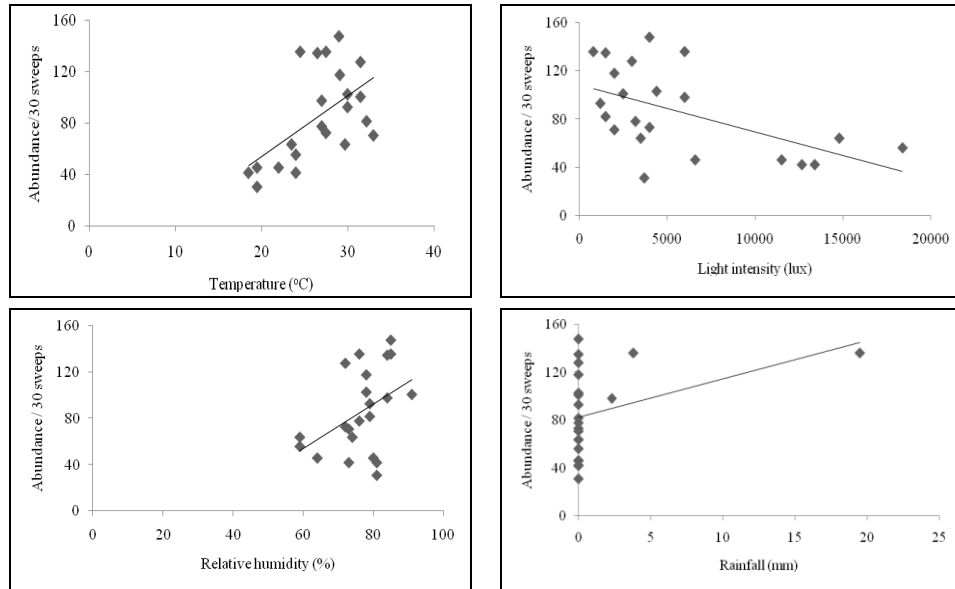 160
120
80
40
0
Abundance/30 sweeps
0 10 20 30 40
Temperature (⁰C)
160
120
80
40
0
Abundance / 30 sweeps
0 5000 10000 15000 20000
Light intensity (lux)
160
120
80
40
0
Abundance / 30 sweeps
0 20 40 60 80 100
Relative humidity (%)
160
120
80
40
0
Abundance / 30 sweeps
0 5 10 15 20 25
Rainfall (mm)